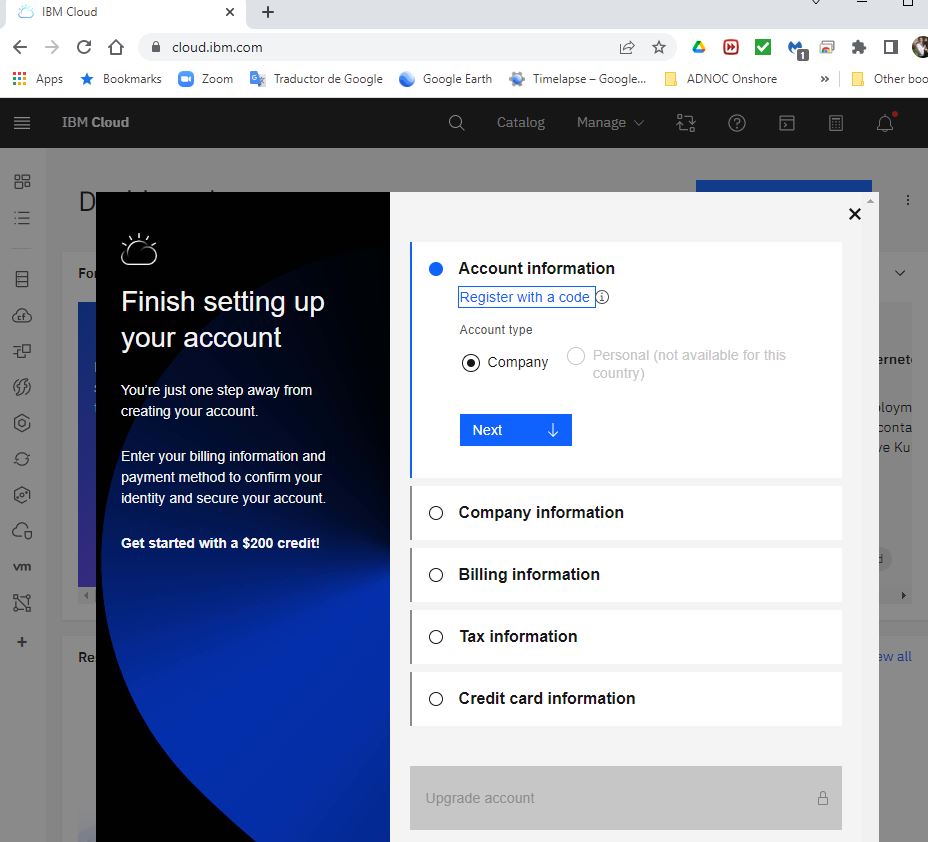 IBM Cloud
cloud.ibm.com
1
Apps
Bookmarks
Zoom
Traductor de Google
Google Earth
Timelapse – Google...
ADNOC Onshore
»
Other boo
IBM Cloud
Catalog
Manage
Finish setting up
your account
You're just one step away from
creating your account.
Enter your billing information and
payment method to confirm your
identity and secure your account.
Get started with a $200 credit!
Account information
Register with a code
Account type
Company
Personal (not available for this
country)
Next
Company information
Billing information
Tax information
Credit card information
Upgrade account
For
ernete
ploym
conta
ve Ku
d
Re
ew all
cf
vm